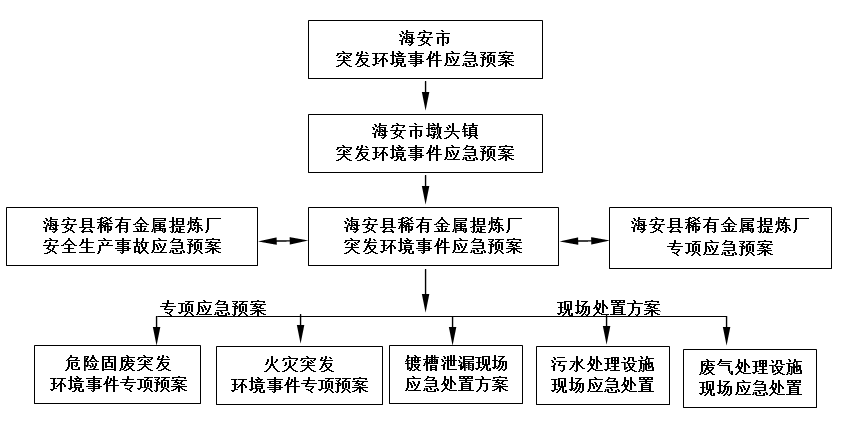 海安市
突发环境事件应急预案
海安市墩头镇
突发环境事件应急预案
海安县稀有金属提炼厂
安全生产事故应急预案
海安县稀有金属提炼厂
突发环境事件应急预案
海安县稀有金属提炼厂
专项应急预案
专项应急预案
现场处置方案
危险固废突发
环境事件专项预案
火灾突发
环境事件专项预案
镀槽泄漏现场
应急处置方案
污水处理设施
现场应急处置
废气处理设施
现场应急处置